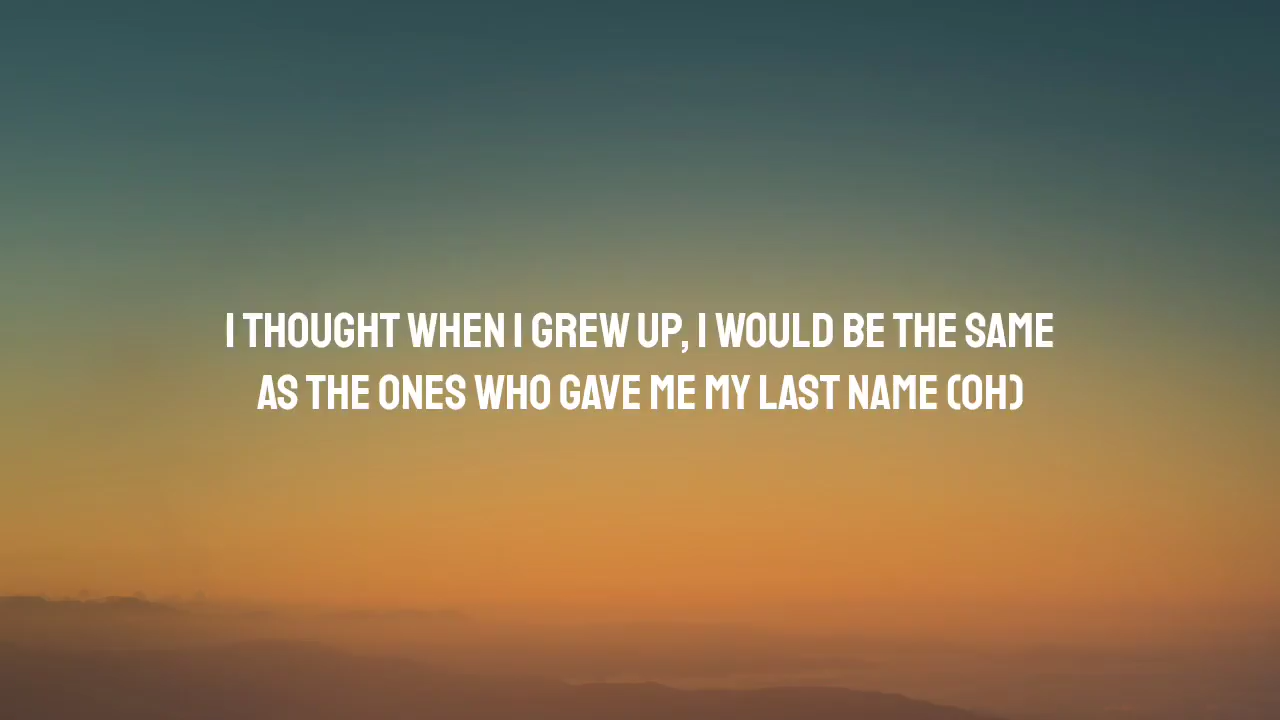 I THOUGHT WHEN I GREW UP, I WOULD BE THE SAME
AS THE ONES WHO GAVE ME MY LAST NAME (OH)